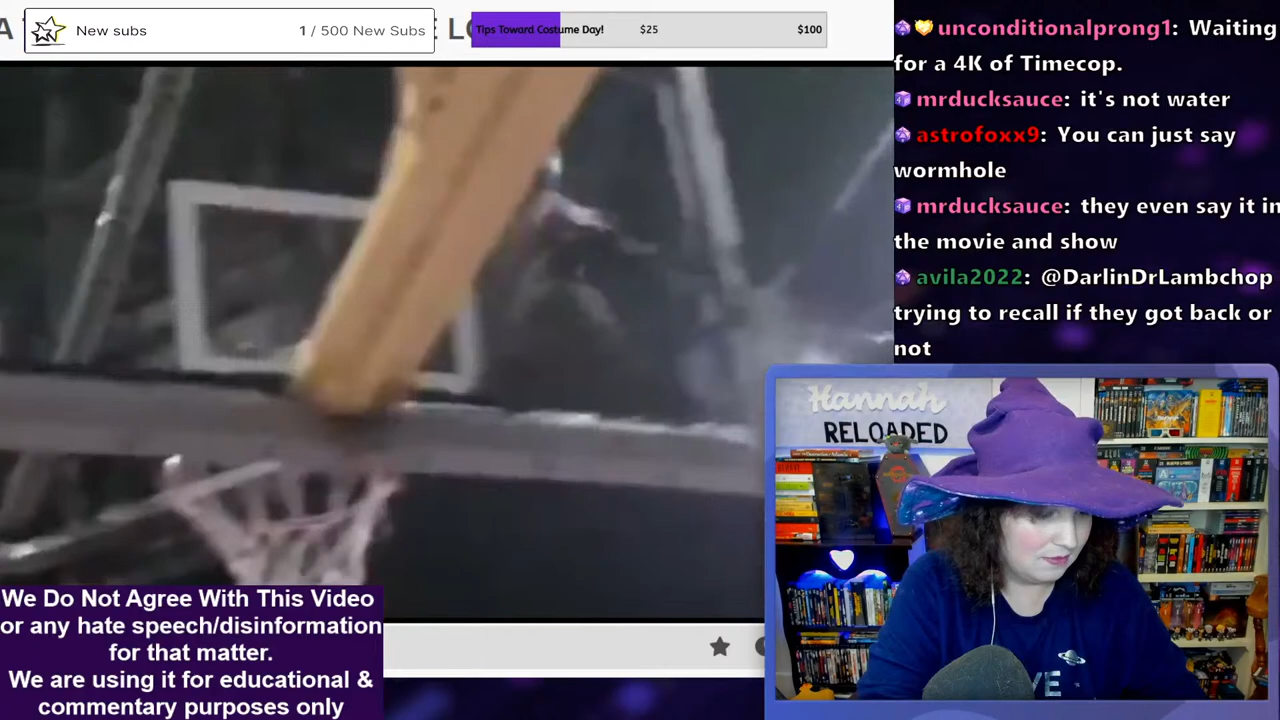 A
New subs
1 / 500 New Subs
E LO
Tips Toward Costume Day!
$25
$100
unconditionalprong1: Waiting
for a 4K of Timecop.
mrducksauce: it's not water
astrofoxx9: You can just say
wormhole
mrducksauce: they even say it in
the movie and show
avila2022: @DarlinDrLambchop
trying to recall if they got back or
not
Hannah
RELOADED
We Do Not Agree With This Video
or any hate speech/disinformation
for that matter.
We are using it for educational &
commentary purposes only